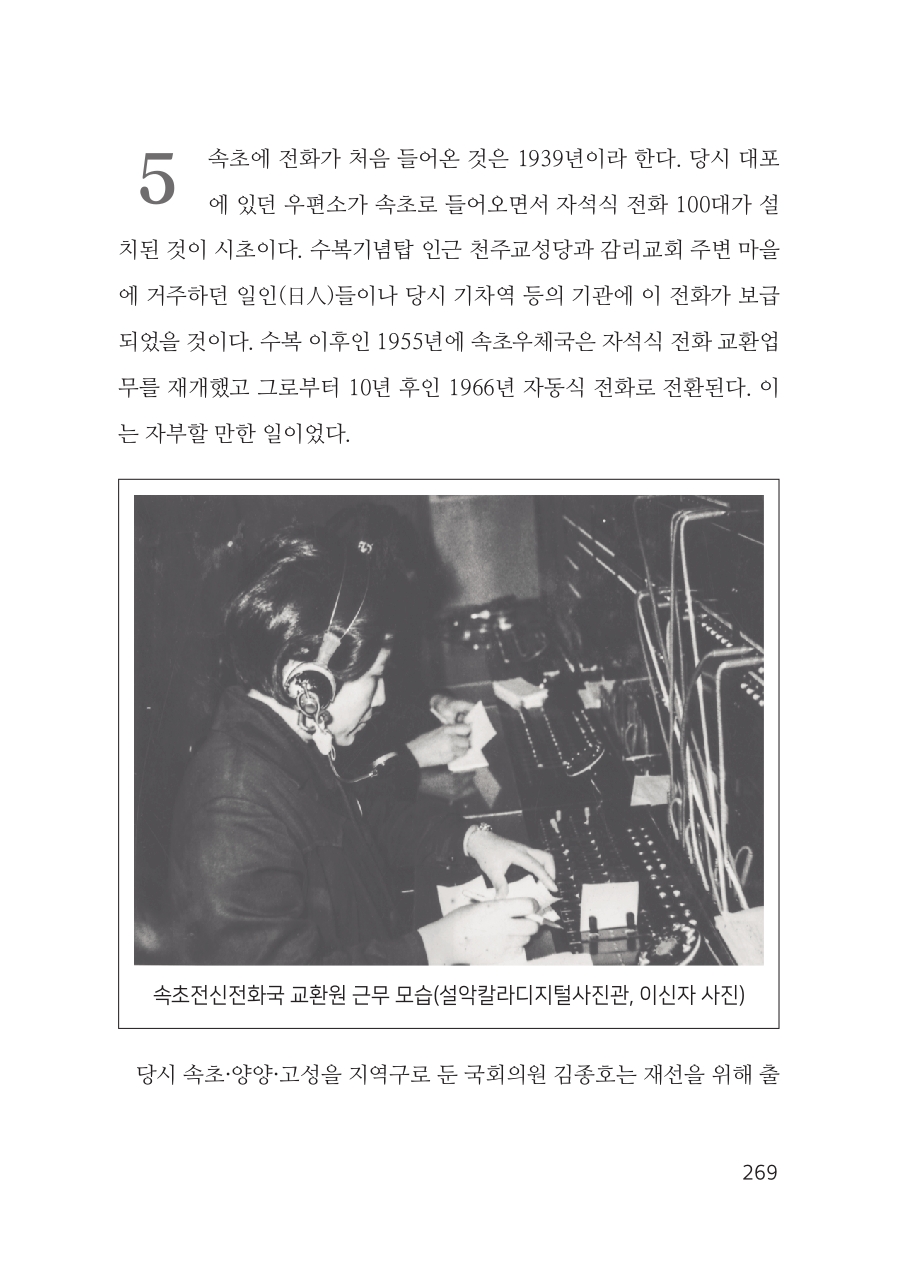 5
속초에 전화가 처음 들어온 것은 1939년이라 한다. 당시 대포
에 있던 우편소가 속초로 들어오면서 자석식 전화 100대가 설
치된 것이 시초이다. 수복기념탑 인근 천주교성당과 감리교회 주변 마을
에 거주하던 일인(日人)들이나 당시 기차역 등의 기관에 이 전화가 보급
되었을 것이다. 수복 이후인 1955년에 속초우체국은 자석식 전화 교환업
무를 재개했고 그로부터 10년 후인 1966년 자동식 전화로 전환된다. 이
는 자부할 만한 일이었다.
속초전신전화국 교환원 근무 모습(설악칼라디지털사진관, 이신자 사진)
당시 속초·양양·고성을 지역구로 둔 국회의원 김종호는 재선을 위해 출
269